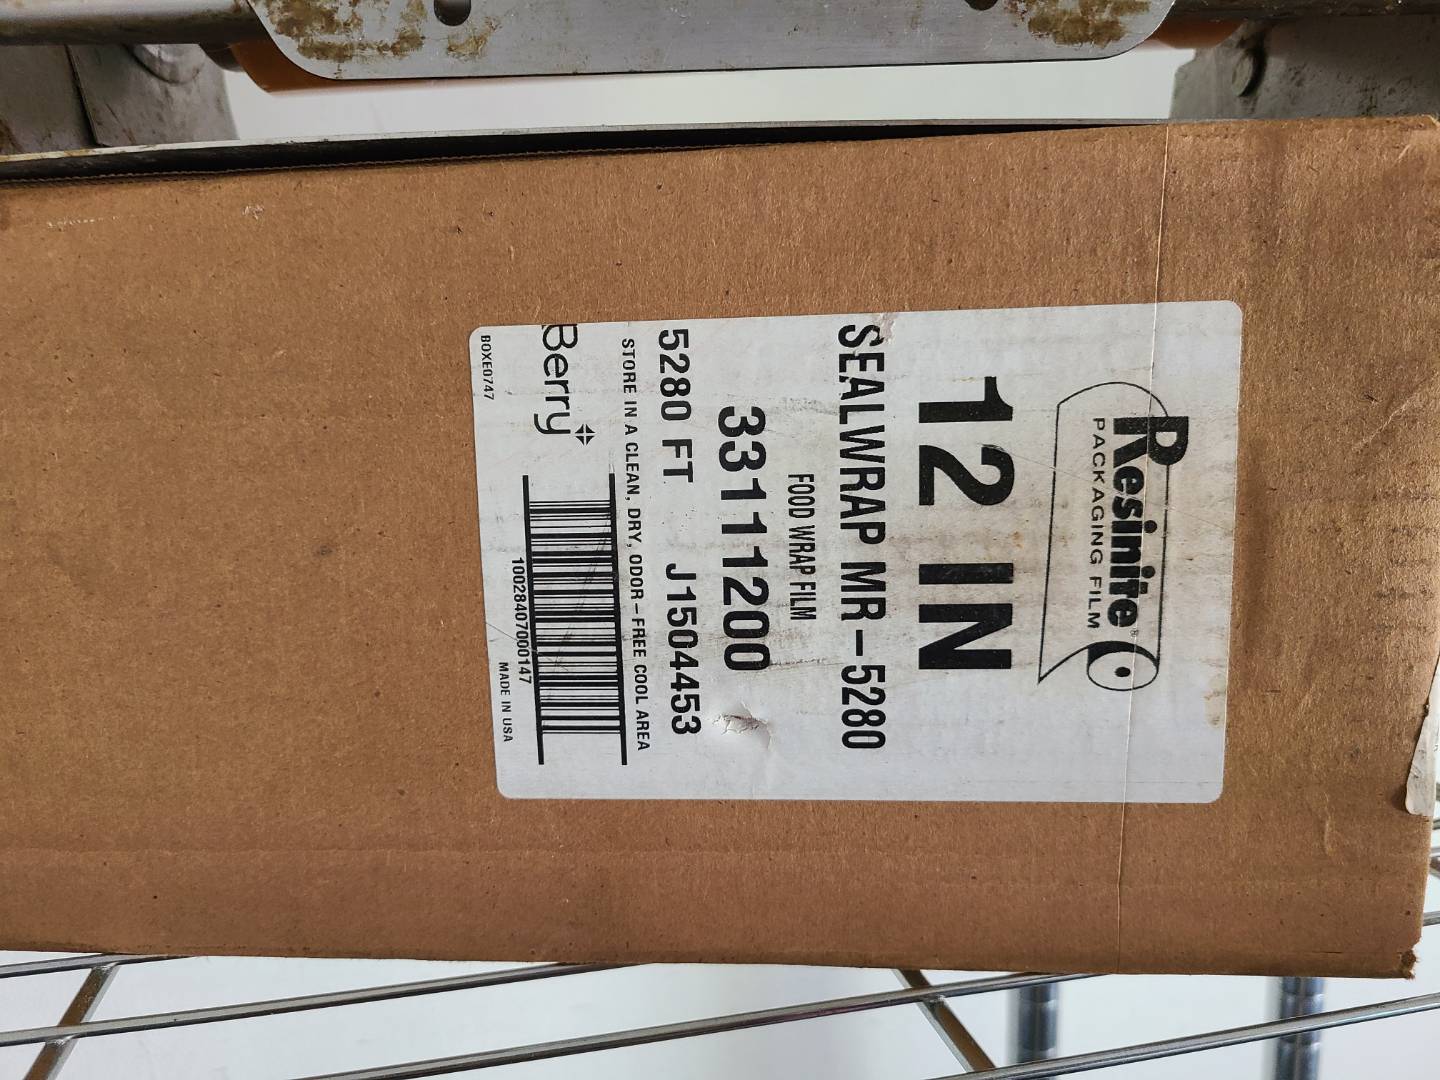 Resinite®
PACKAGING FILM
12 IN
SEALWRAP MR-5280
FOOD WRAP FILM
33111200
5280 FT J1504453
STORE IN A CLEAN, DRY, ODOR-FREE COOL AREA
Berry
10028407000147
BOXE0747
MADE IN USA